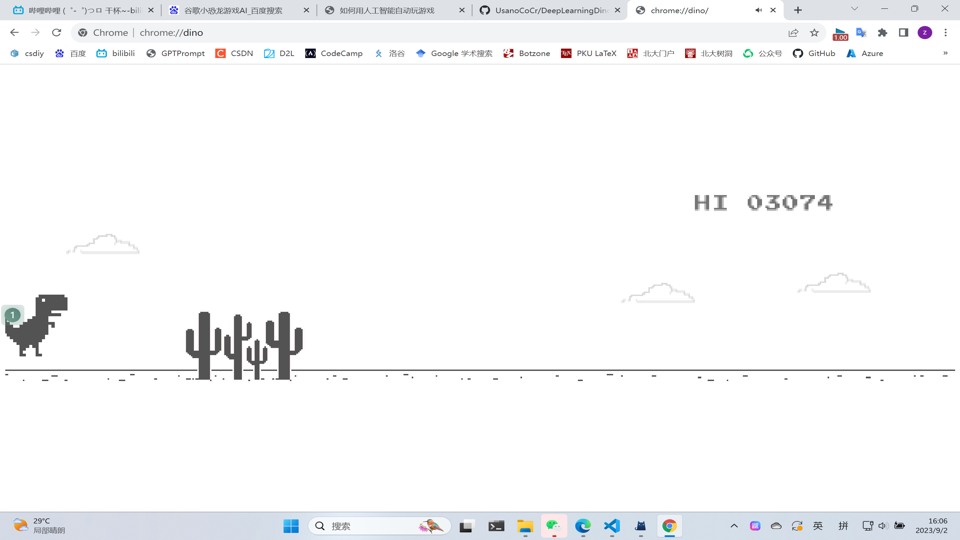 哔哩哔哩 (゜-゜)つロ 干杯~-bili
谷歌小恐龙游戏AI_百度搜索
如何用人工智能自动玩游戏
UsanoCoCr/DeepLearningDin
chrome://dino/
Chrome | chrome://dino
1.00
z
csdiy
百度
bilibili
GPTPrompt
CSDN
D2L
CodeCamp
洛谷
Google 学术搜索
Botzone
PKU LaTeX
北大门户
北大树洞
公众号
GitHub
Azure
»
HI 03074
1
29°C
局部晴朗
搜索
英
拼
16:06
2023/9/2